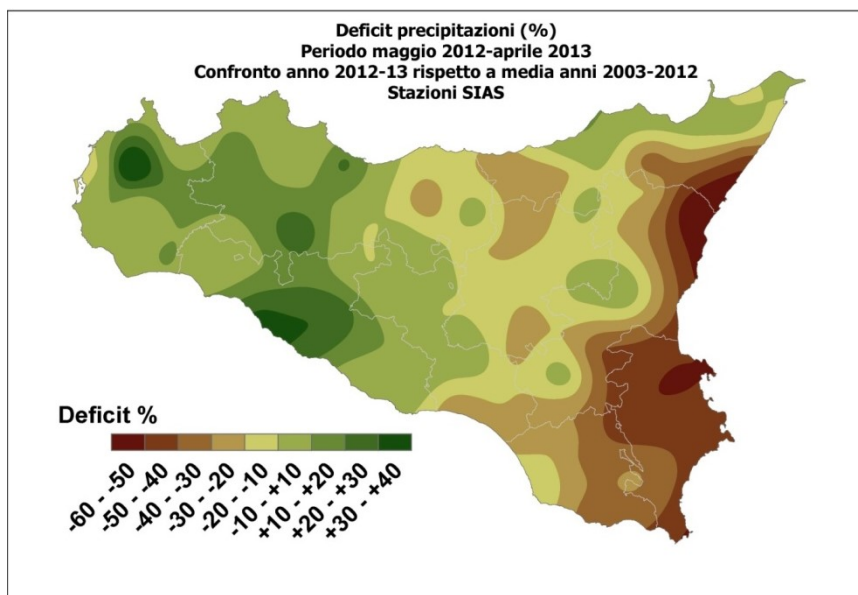 Deficit precipitazioni (%)
Periodo maggio 2012-aprile 2013
Confronto anno 2012-13 rispetto a media anni 2003-2012
Stazioni SIAS
Deficit %
-60 - -50
-50 - -40
-40 - -30
-30 - -20
-20 - -10
-10 - +10
+10 - +20
+20 - +30
+30 - +40